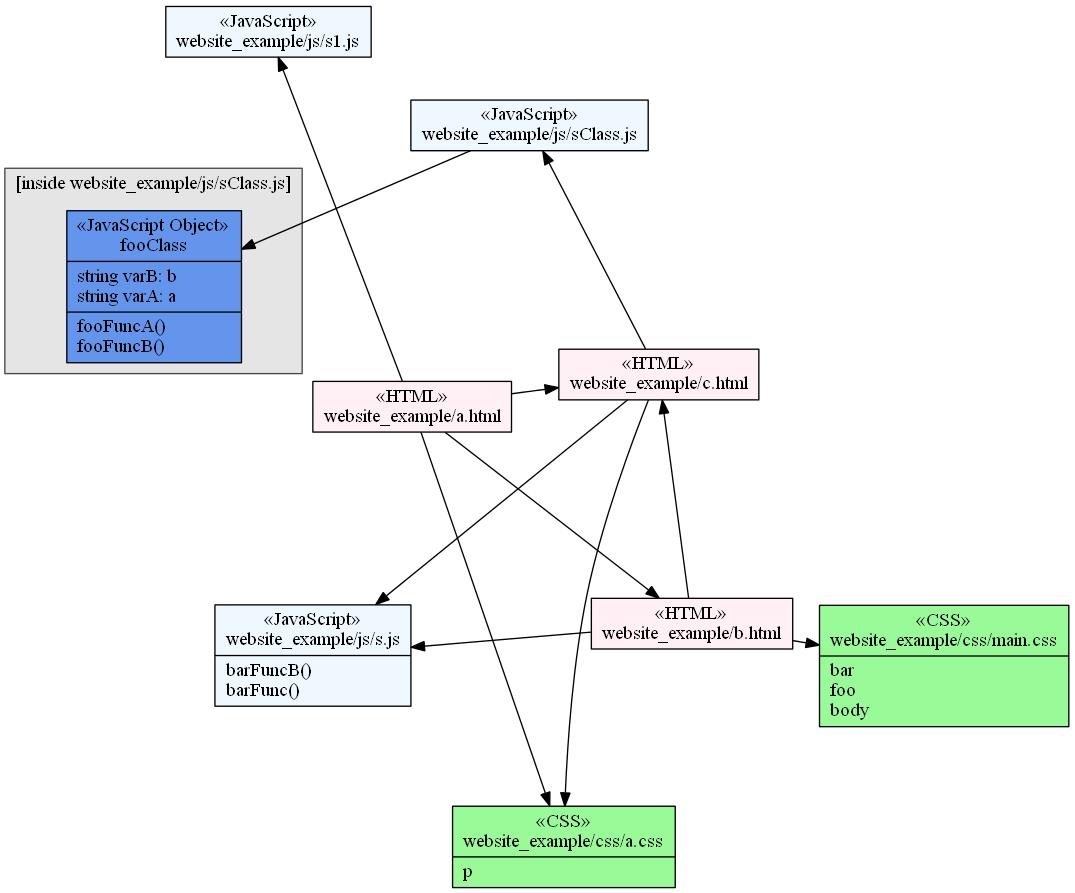 «JavaScript»
website_example/js/s1.js
«JavaScript»
website_example/js/sClass.js
[inside website_example/js/sClass.js]
«JavaScript Object»
fooClass
string varB: b
string varA: a
fooFuncA()
fooFuncB()
«HTML»
website_example/c.html
«HTML»
website_example/a.html
«JavaScript»
website_example/js/s.js
barFuncB()
barFunc()
«HTML»
website_example/b.html
«CSS»
website_example/css/main.css
bar
foo
body
«CSS»
website_example/css/a.css
p